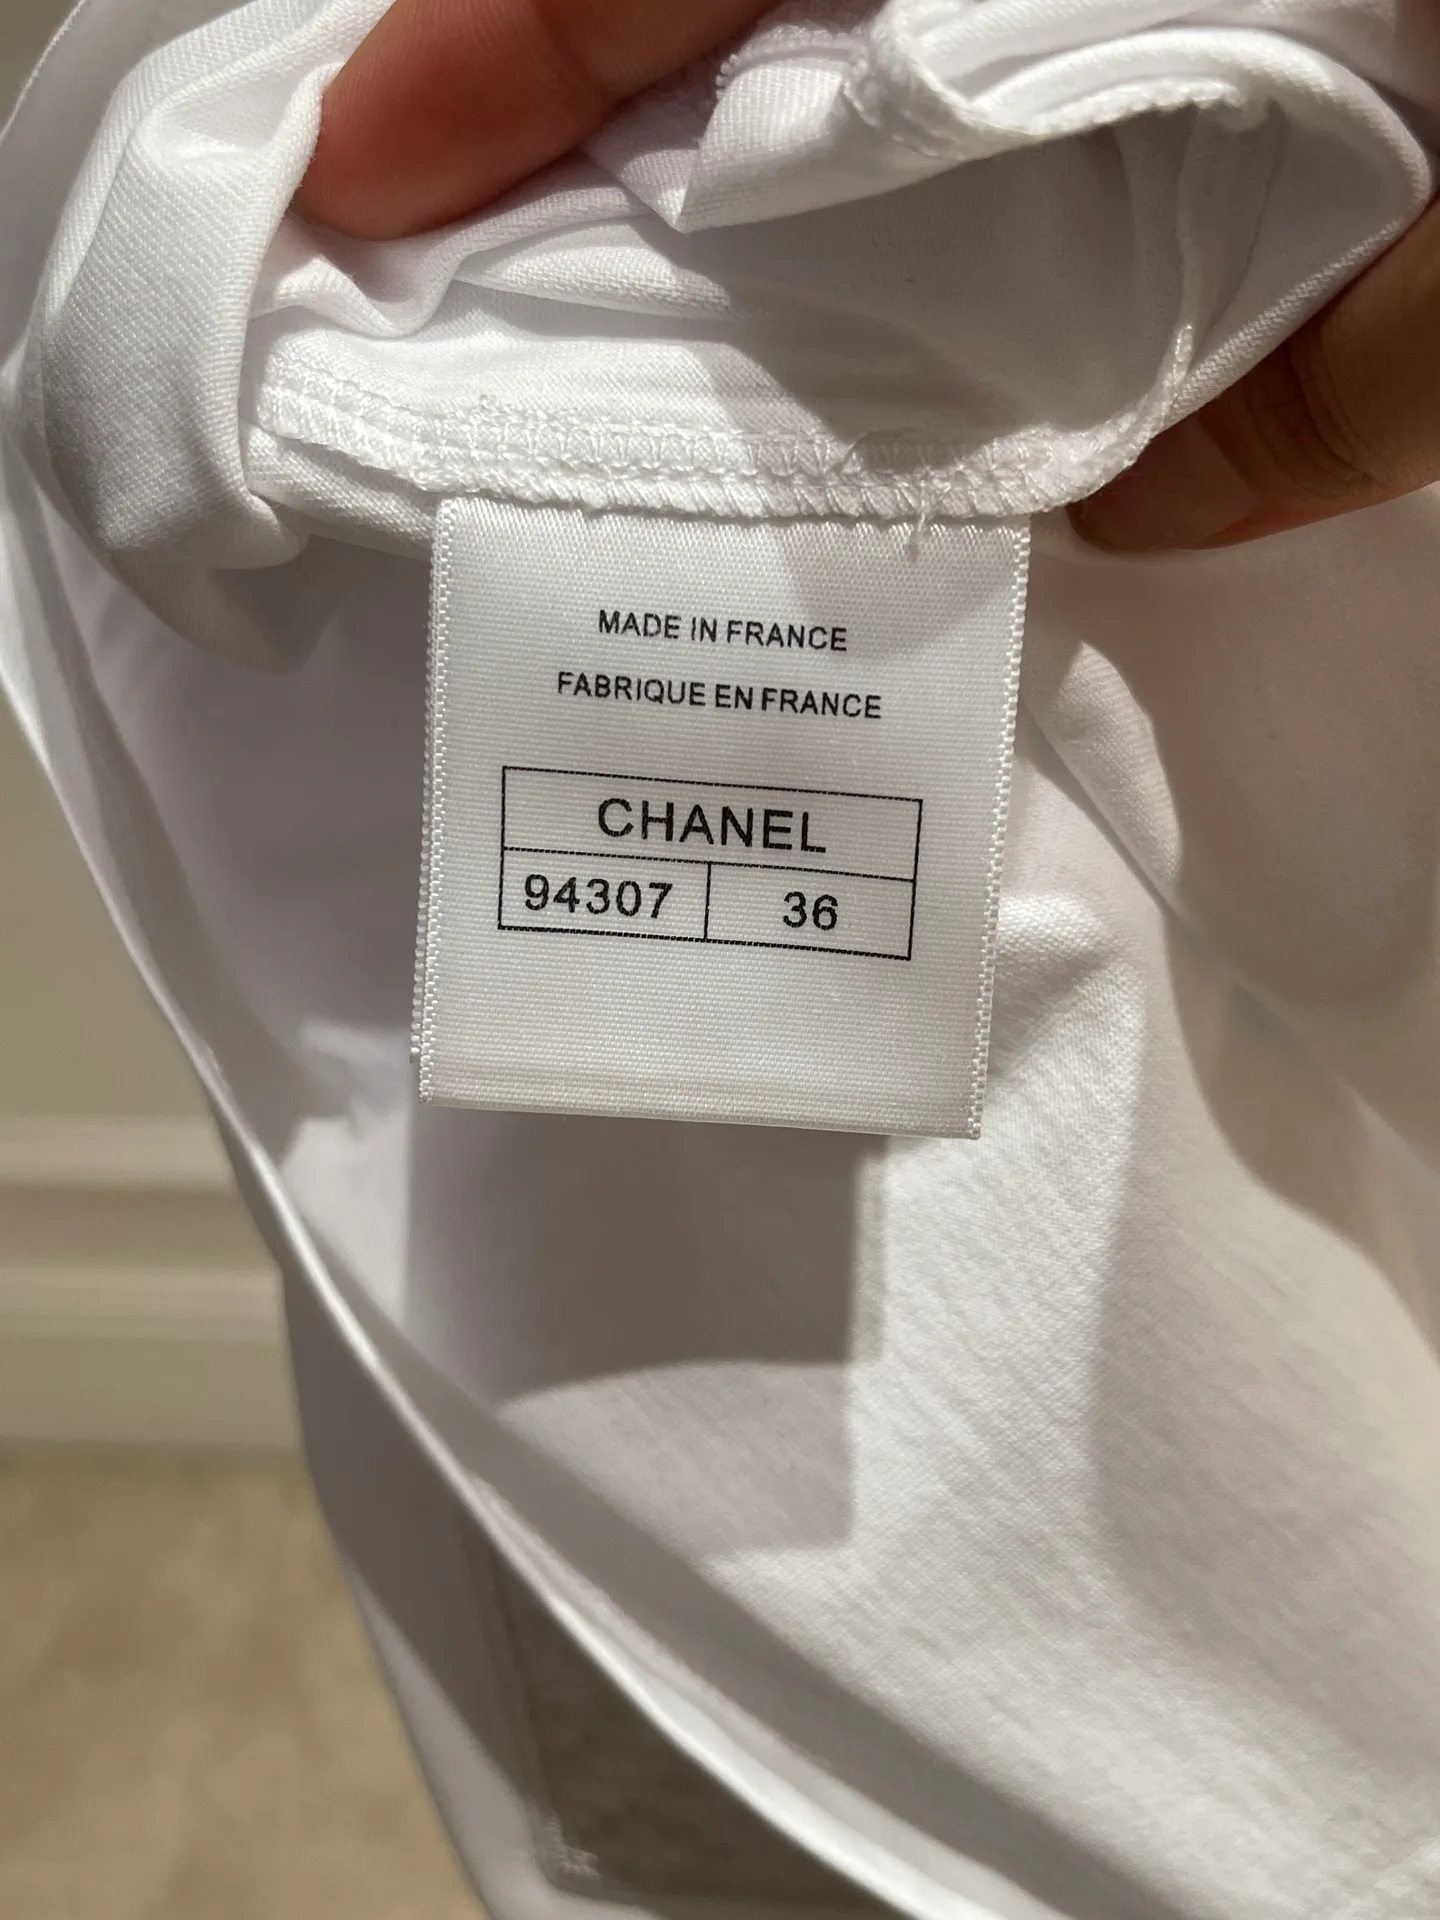 MADE IN FRANCE
FABRIQUE EN FRANCE
CHANEL
94307 36